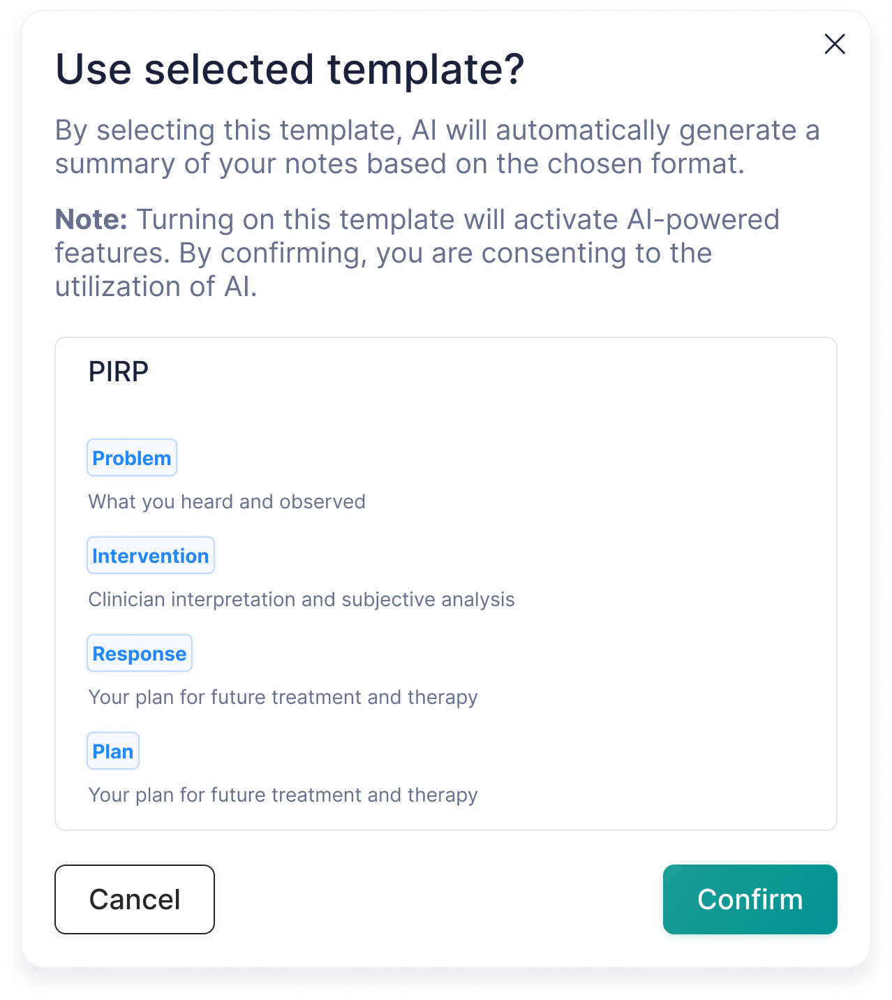 Use selected template?
By selecting this template, AI will automatically generate a
summary of your notes based on the chosen format.
Note: Turning on this template will activate AI-powered
features. By confirming, you are consenting to the
utilization of AI.
PIRP
Problem
What you heard and observed
Intervention
Clinician interpretation and subjective analysis
Response
Your plan for future treatment and therapy
Plan
Your plan for future treatment and therapy
Cancel
Confirm